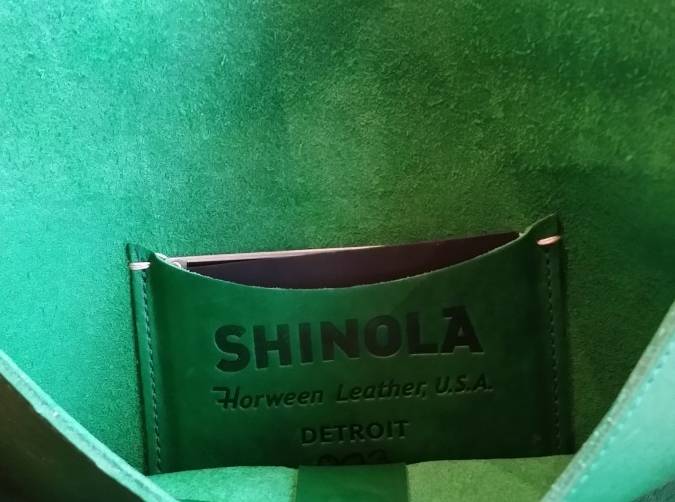 SHINOLA
Horween Leather, U.S.A.
DETROIT